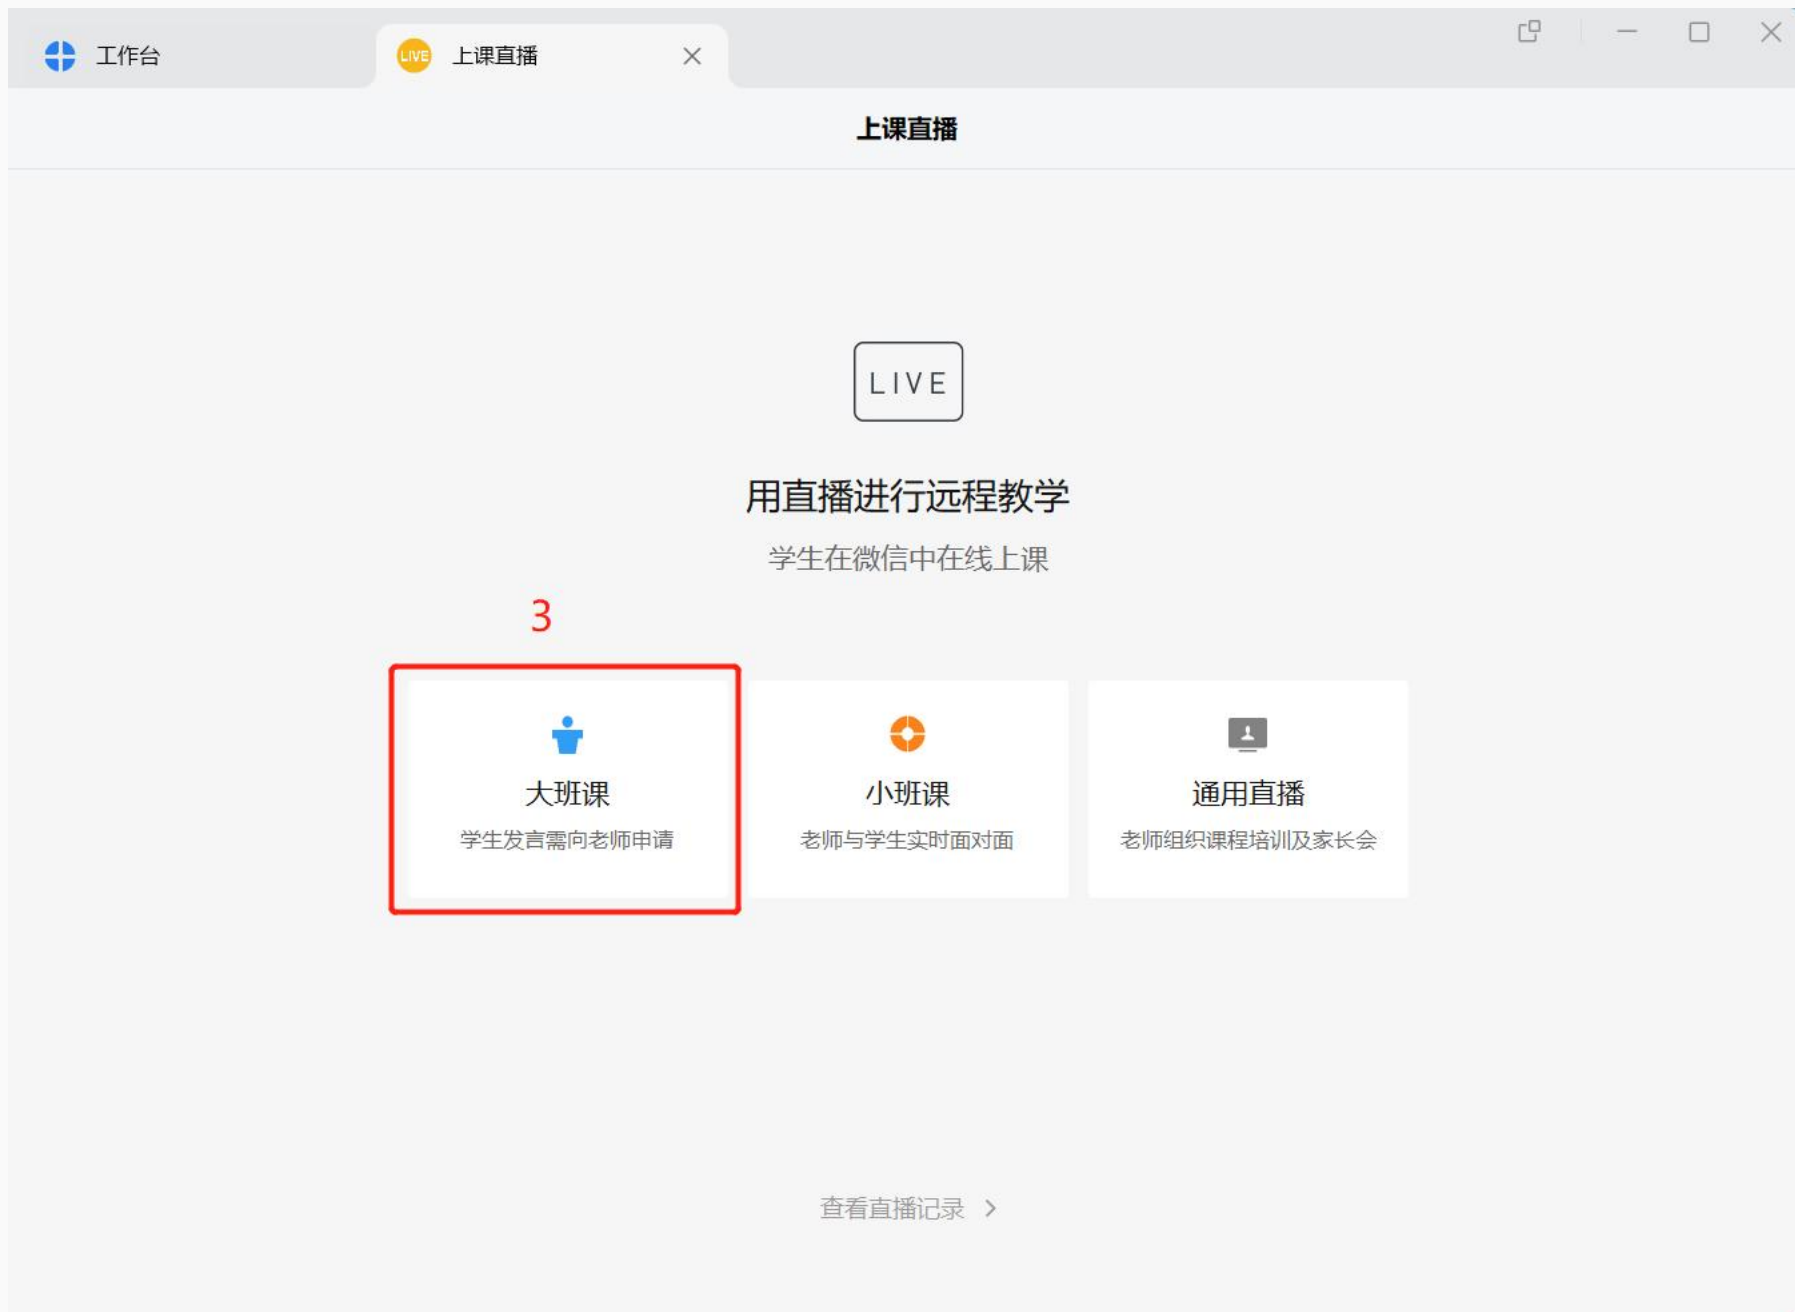 工作台
LIVE 上课直播
上课直播
LIVE
用直播进行远程教学
学生在微信中在线上课
3
大班课
学生发言需向老师申请
小班课
老师与学生实时面对面
通用直播
老师组织课程培训及家长会
查看直播记录